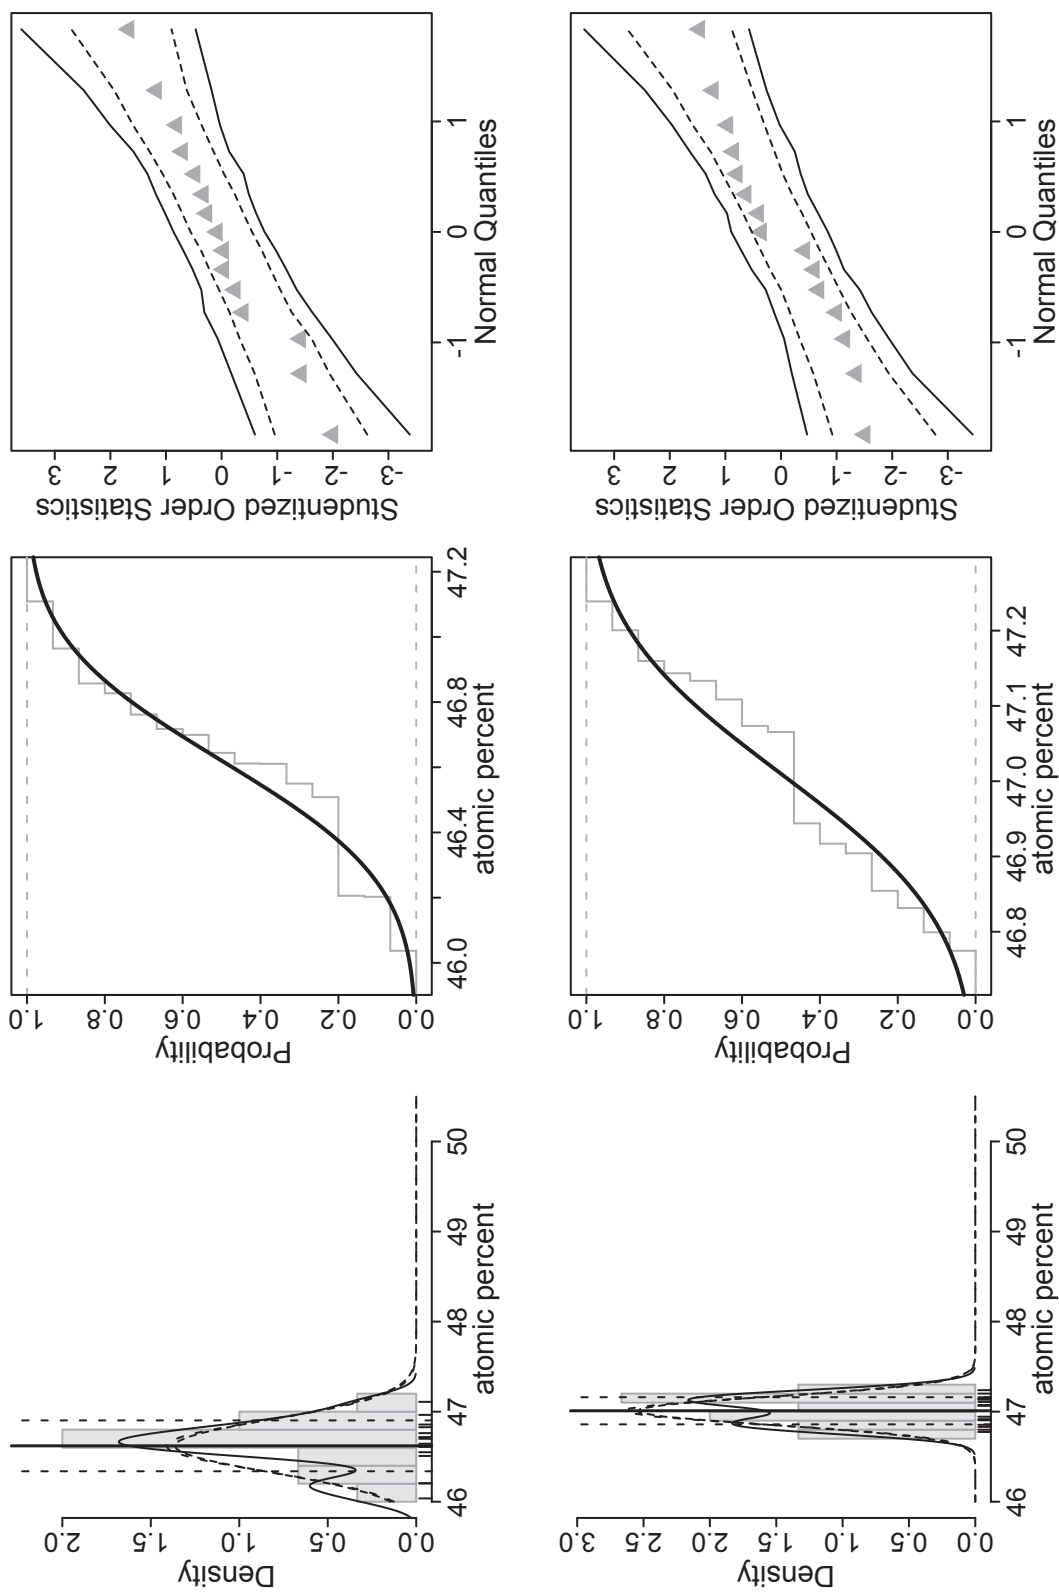 Density
0.0 0.5 1.0 1.5 2.0
46 47 48 49 50
atomic percent
Probability
0.0 0.2 0.4 0.6 0.8 1.0
46.0 46.4 46.8 47.2
atomic percent
Studentized Order Statistics
-3 -2 -1 0 1 2 3
-1 0 1
Normal Quantiles
Density
0.0 0.5 1.0 1.5 2.0 2.5 3.0
46 47 48 49 50
atomic percent
Probability
0.0 0.2 0.4 0.6 0.8 1.0
46.8 46.9 47.0 47.1 47.2
atomic percent
Studentized Order Statistics
-3 -2 -1 0 1 2 3
-1 0 1
Normal Quantiles